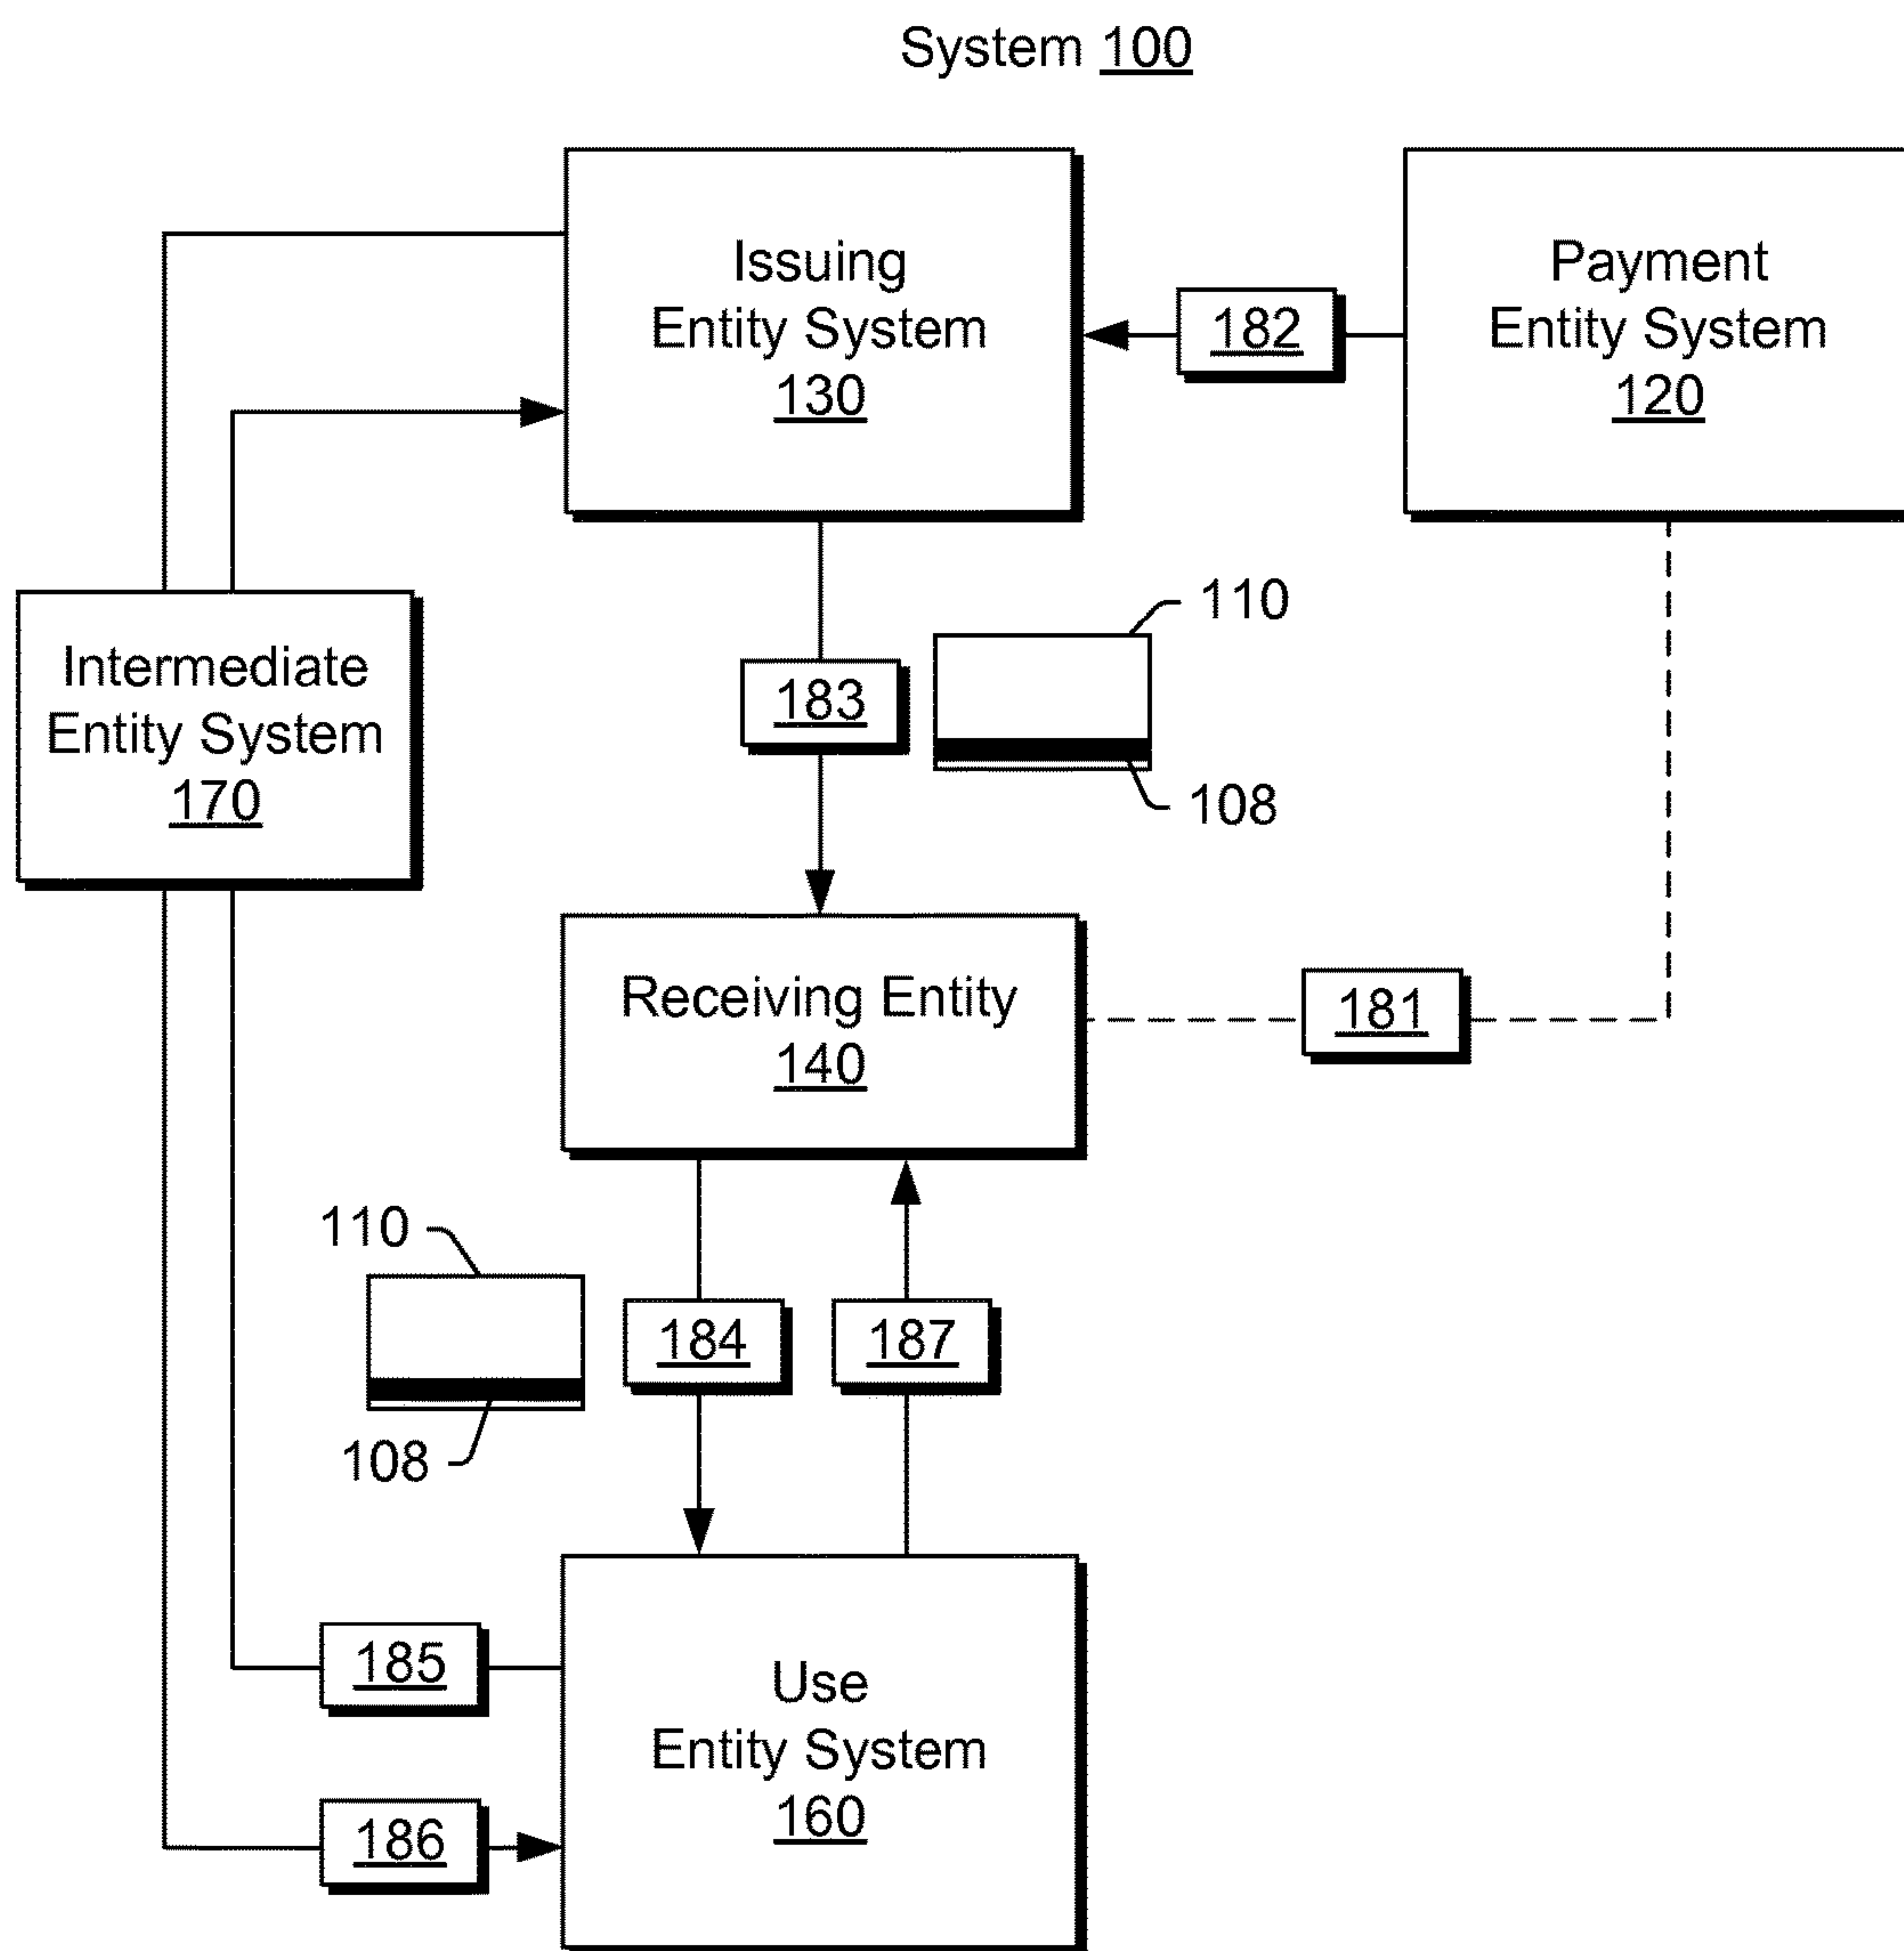 System 100
Issuing
Entity System
130
182
Payment
Entity System
120
Intermediate
Entity System
170
183
110
108
Receiving Entity
140
181
110
108
184
187
185
186
Use
Entity System
160